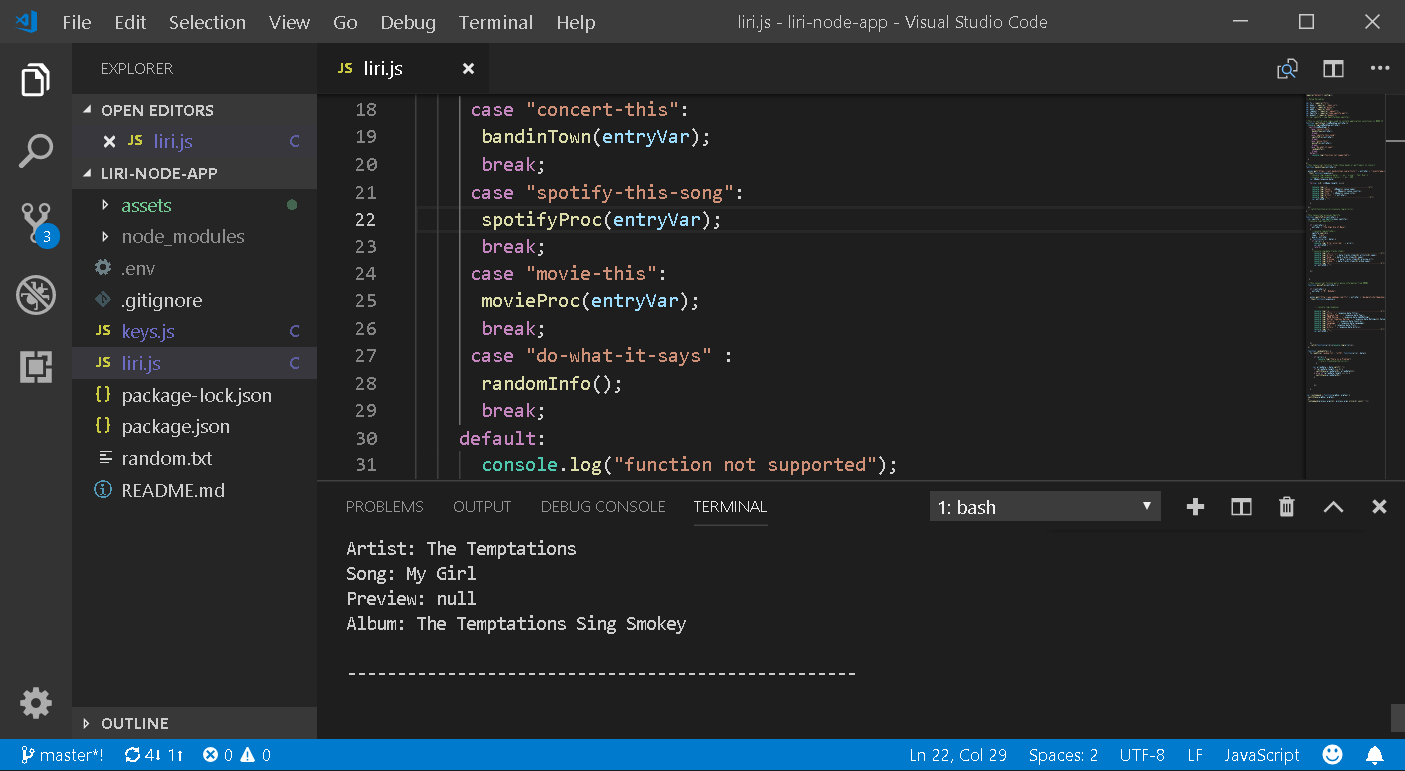 File Edit Selection View Go Debug Terminal Help
liri.js - liri-node-app - Visual Studio Code
EXPLORER
OPEN EDITORS
JS liri.js C
LIRI-NODE-APP
assets
node_modules
.env
.gitignore
JS keys.js C
JS liri.js C
{} package-lock.json
{} package.json
random.txt
README.md
OUTLINE
3
JS liri.js
18 case "concert-this":
19 bandinTown(entryVar);
20 break;
21 case "spotify-this-song":
22 spotifyProc(entryVar);
23 break;
24 case "movie-this":
25 movieProc(entryVar);
26 break;
27 case "do-what-it-says" :
28 randomInfo();
29 break;
30 default:
31 console.log("function not supported");
PROBLEMS OUTPUT DEBUG CONSOLE TERMINAL
1: bash
Artist: The Temptations
Song: My Girl
Preview: null
Album: The Temptations Sing Smokey
---------------------------------------------------
master*! 4↓ 1↑ 0 0
Ln 22, Col 29 Spaces: 2 UTF-8 LF JavaScript